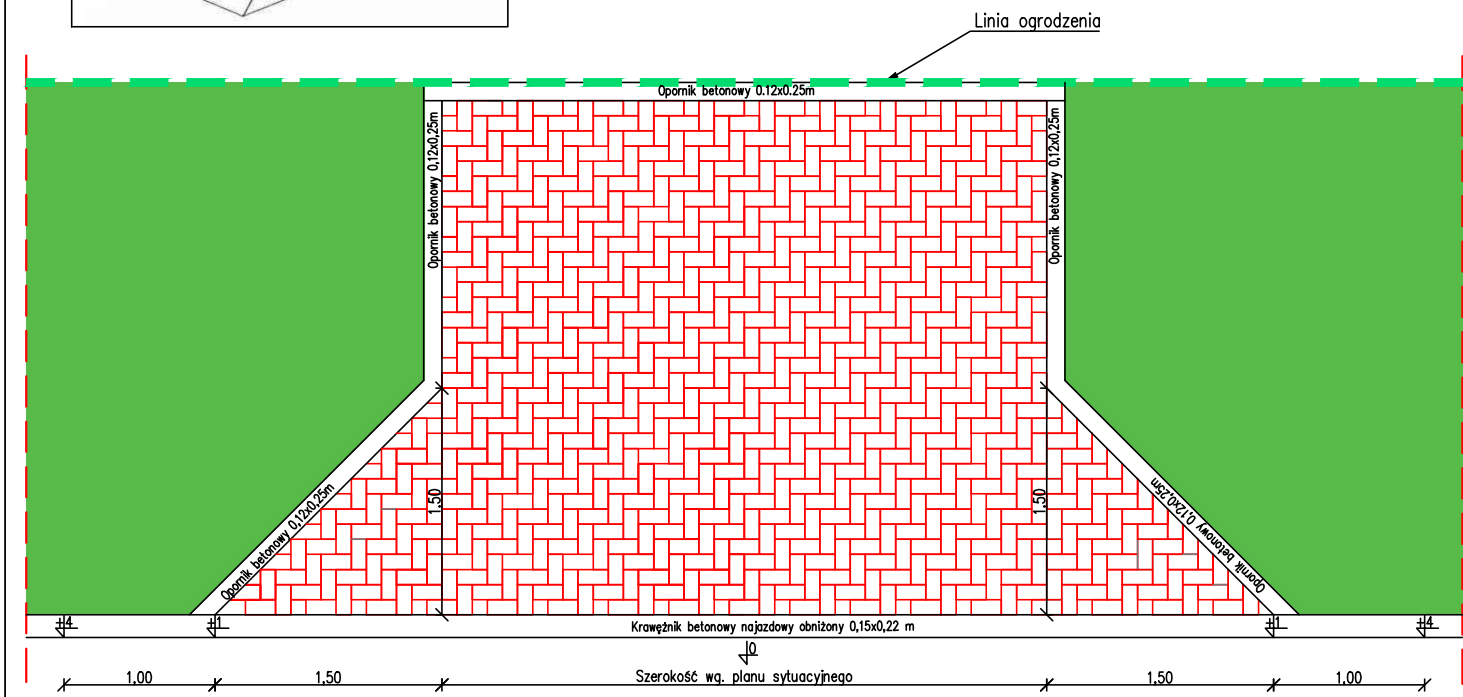 Linia ogrodzenia
Opornik betonowy 0.12x0.25m
Opornik betonowy 0,12x0,25m
Opornik betonowy 0,12x0,25m
1.50
1.50
Opornik betonowy 0,12x0,25m
Opornik betonowy 0,12x0,25m
+4
+1
Krawężnik betonowy najazdowy obniżony 0,15x0,22 m
+1
+4
0
1.00
1.50
Szerokość wg. planu sytuacyjnego
1.50
1.00